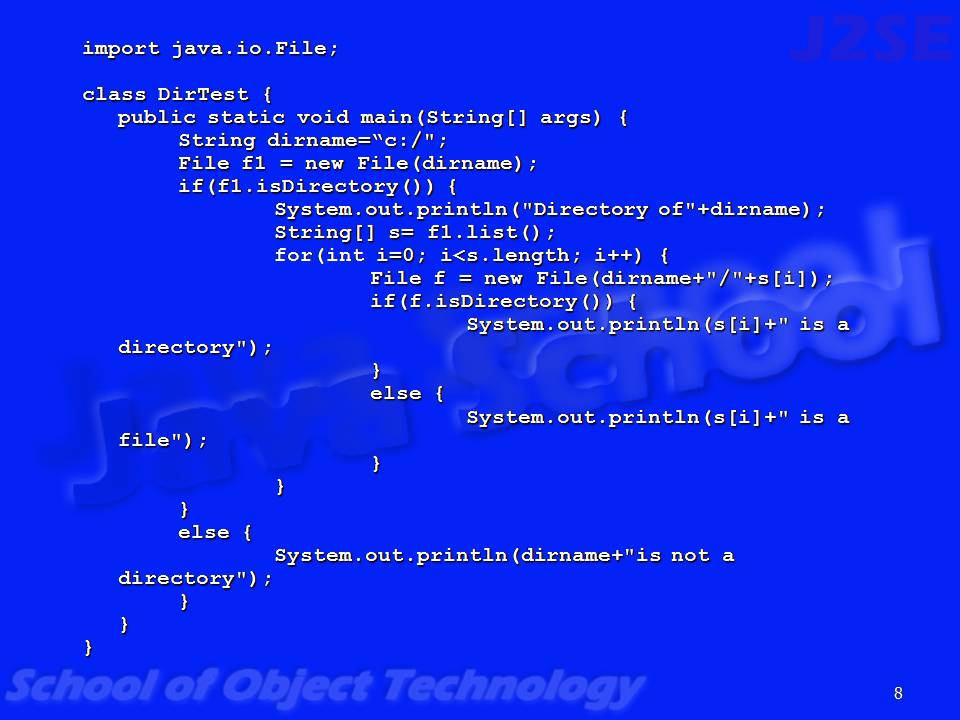 J2SE
import java.io.File;
class DirTest {
public static void main(String[] args) {
String dirname=“c:/";
File f1 = new File(dirname);
if(f1.isDirectory()) {
System.out.println("Directory of"+dirname);
String[] s= f1.list();
for(int i=0; i<s.length; i++) {
File f = new File(dirname+"/"+s[i]);
if(f.isDirectory()) {
System.out.println(s[i]+" is a
directory");
}
else {
System.out.println(s[i]+" is a
file");
}
}
}
else {
System.out.println(dirname+"is not a
directory");
}
}
}
Java School
School of Object Technology
8